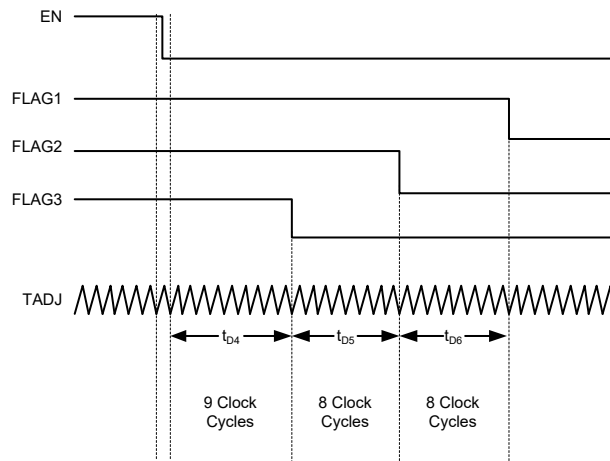 EN
FLAG1
FLAG2
FLAG3
TADJ
tD4 tD5 tD6
9 Clock 8 Clock 8 Clock
Cycles Cycles Cycles